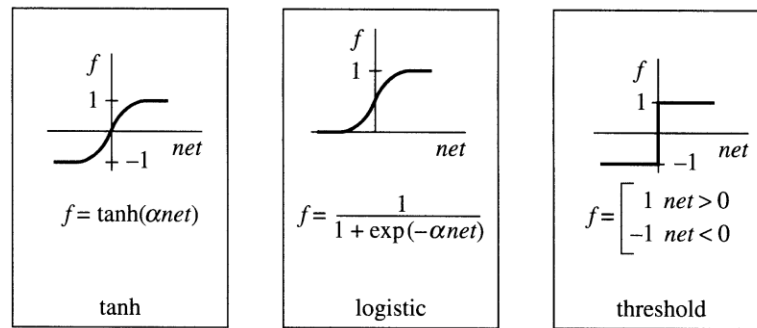 f
1
net
−1
f = tanh(αnet)
tanh
f
1
net
f = 1 / (1 + exp(−αnet))
logistic
f
1
net
−1
f = [ 1 net > 0
−1 net < 0
threshold